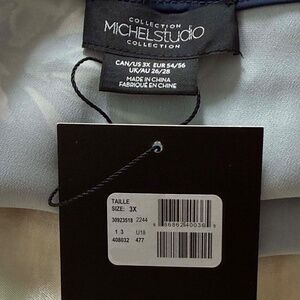 COLLECTION
MICHELstudio
COLLECTION
CAN/US 3X EUR 54/56
UK/AU 26/28
MADE IN CHINA
FABRIQUÉ EN CHINE
TAILLE
SIZE: 3X
30923518 2244
1 3 U18
408032 477